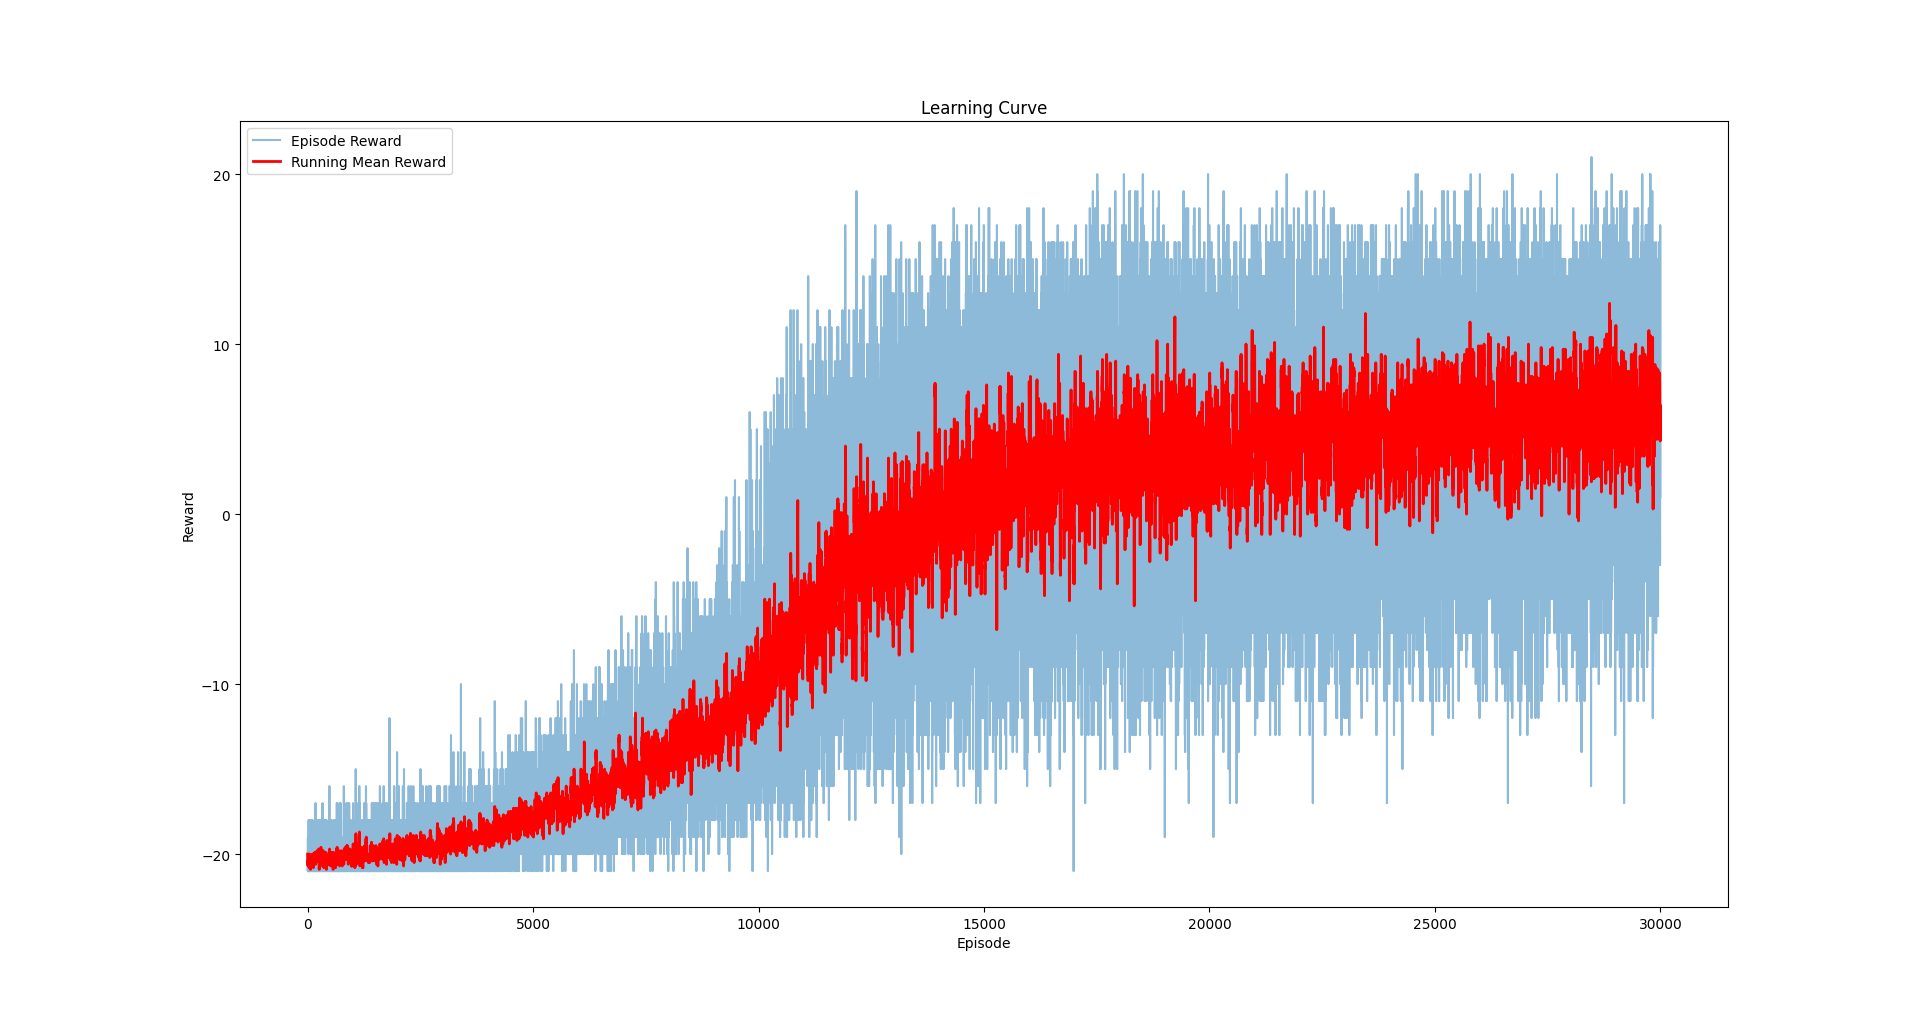 Learning Curve
Episode Reward
Running Mean Reward
20
10
0
−10
−20
Reward
0 5000 10000 15000 20000 25000 30000
Episode